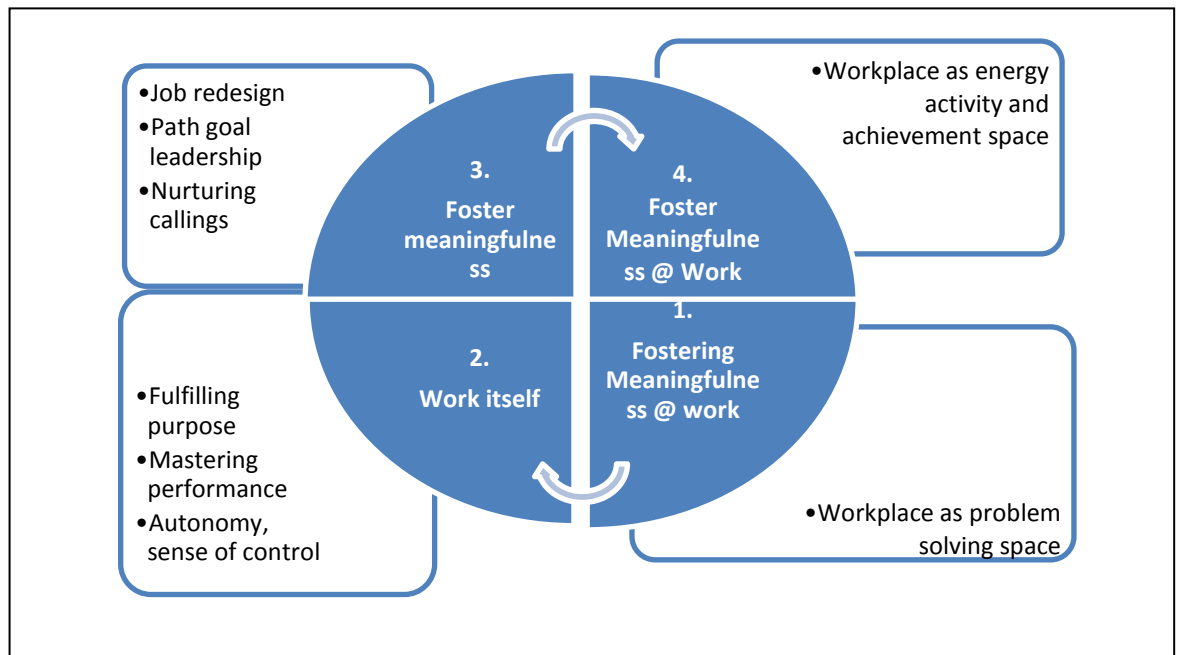 •Job redesign
•Path goal
leadership
•Nurturing
callings
3.
Foster
meaningfulne
ss
4.
Foster
Meaningfulne
ss @ Work
•Workplace as energy
activity and
achievement space
•Fulfilling
purpose
•Mastering
performance
•Autonomy,
sense of control
2.
Work itself
1.
Fostering
Meaningfulne
ss @ work
•Workplace as problem
solving space